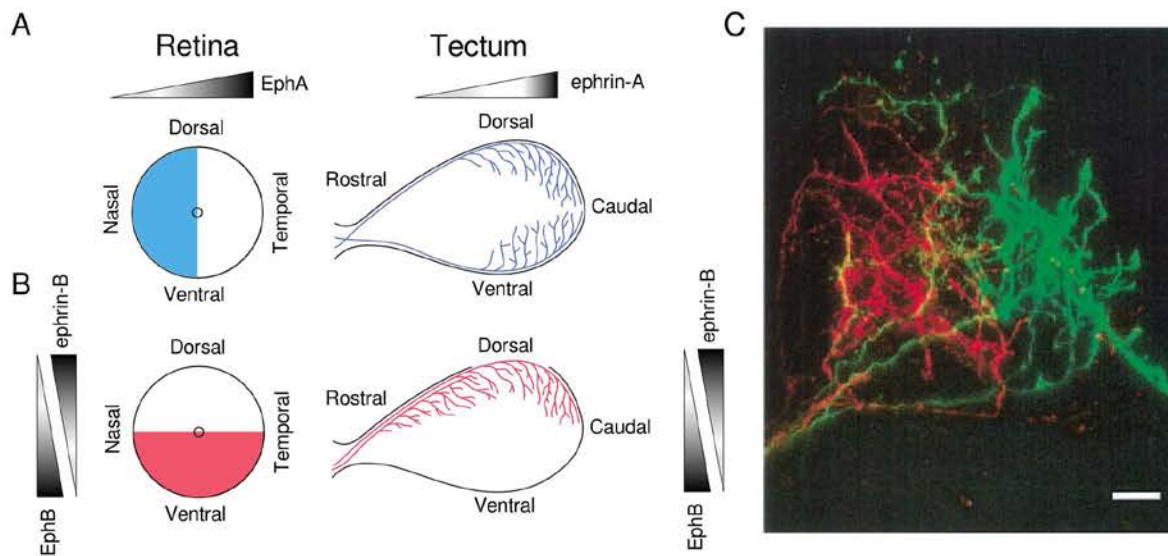 A
Retina
EphA
Dorsal
Nasal
Temporal
Ventral
Tectum
ephrin-A
Dorsal
Rostral
Caudal
Ventral
B
ephrin-B
EphB
Dorsal
Nasal
Temporal
Ventral
Dorsal
Rostral
Caudal
Ventral
ephrin-B
EphB
C